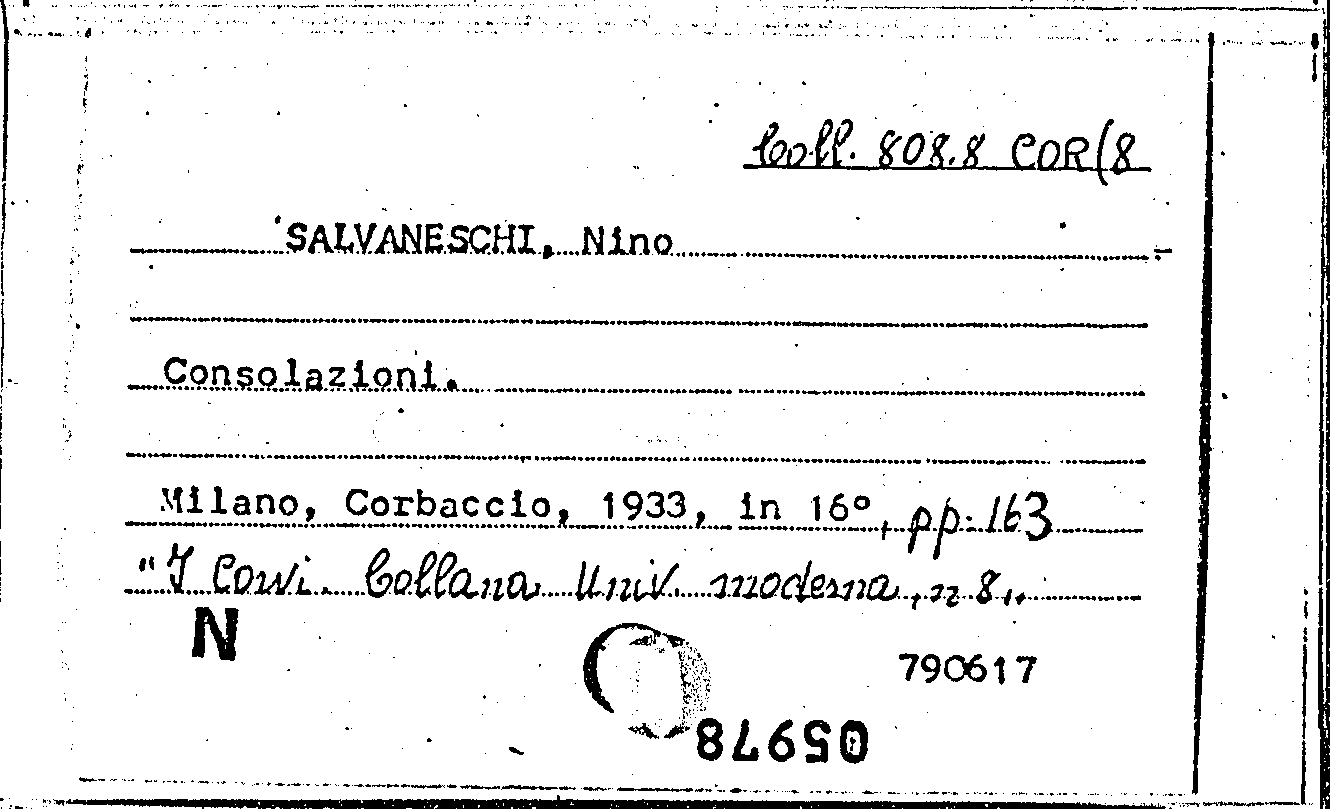 Coll. 808.8 COR(8
SALVANESCHI, Nino
Consolazioni.
Milano, Corbaccio, 1933, in 16°, pp. 163
"I Corvi. Collana Univ. moderna, n 8"
N
790617
05978